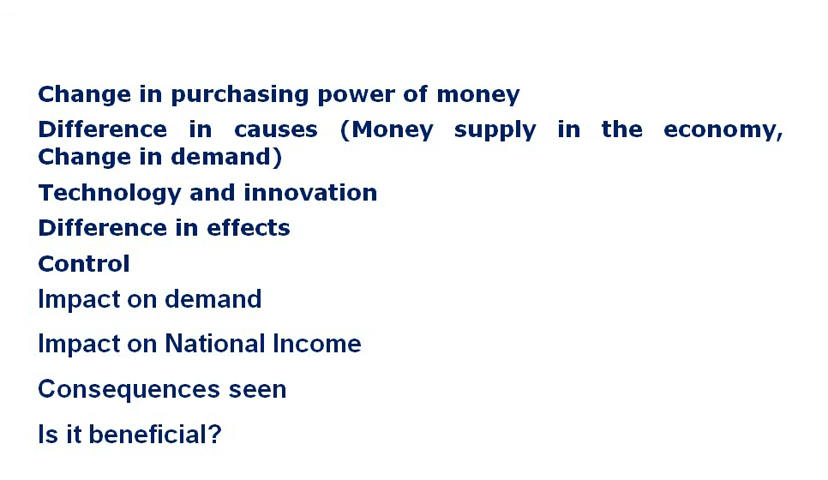 Change in purchasing power of money
Difference in causes (Money supply in the economy,
Change in demand)
Technology and innovation
Difference in effects
Control
Impact on demand
Impact on National Income
Consequences seen
Is it beneficial?